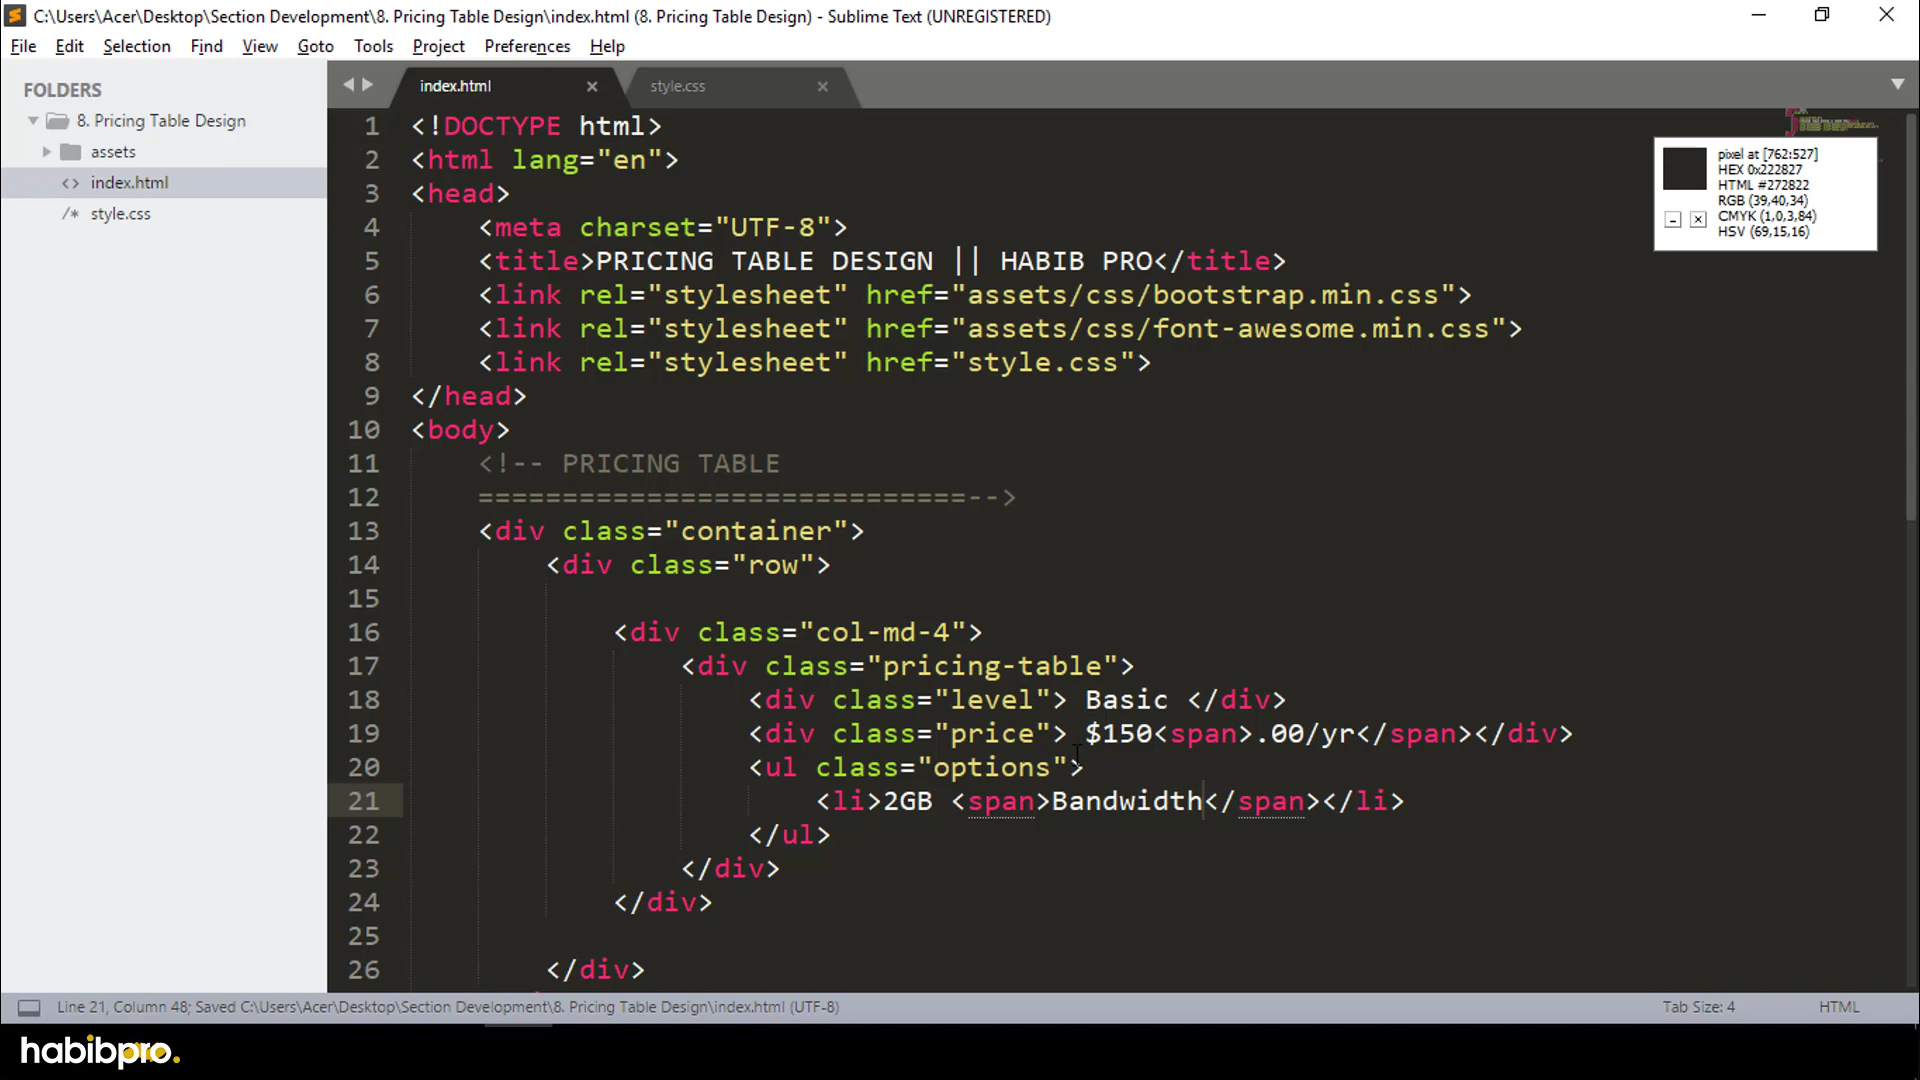 C:\Users\Acer\Desktop\Section Development\8. Pricing Table Design\index.html (8. Pricing Table Design) - Sublime Text (UNREGISTERED)
File Edit Selection Find View Goto Tools Project Preferences Help
FOLDERS
8. Pricing Table Design
assets
<> index.html
/* style.css
index.html style.css
1 <!DOCTYPE html>
2 <html lang="en">
3 <head>
4 <meta charset="UTF-8">
5 <title>PRICING TABLE DESIGN || HABIB PRO</title>
6 <link rel="stylesheet" href="assets/css/bootstrap.min.css">
7 <link rel="stylesheet" href="assets/css/font-awesome.min.css">
8 <link rel="stylesheet" href="style.css">
9 </head>
10 <body>
11 <!-- PRICING TABLE
12 =============================-->
13 <div class="container">
14 <div class="row">
15
16 <div class="col-md-4">
17 <div class="pricing-table">
18 <div class="level"> Basic </div>
19 <div class="price"> $150<span>.00/yr</span></div>
20 <ul class="options">
21 <li>2GB <span>Bandwidth</span></li>
22 </ul>
23 </div>
24 </div>
25
26 </div>
pixel at [762:527]
HEX 0x222827
HTML #272822
RGB (39,40,34)
CMYK (1,0,3,84)
HSV (69,15,16)
Line 21, Column 48; Saved C:\Users\Acer\Desktop\Section Development\8. Pricing Table Design\index.html (UTF-8)
Tab Size: 4 HTML
habibpro.